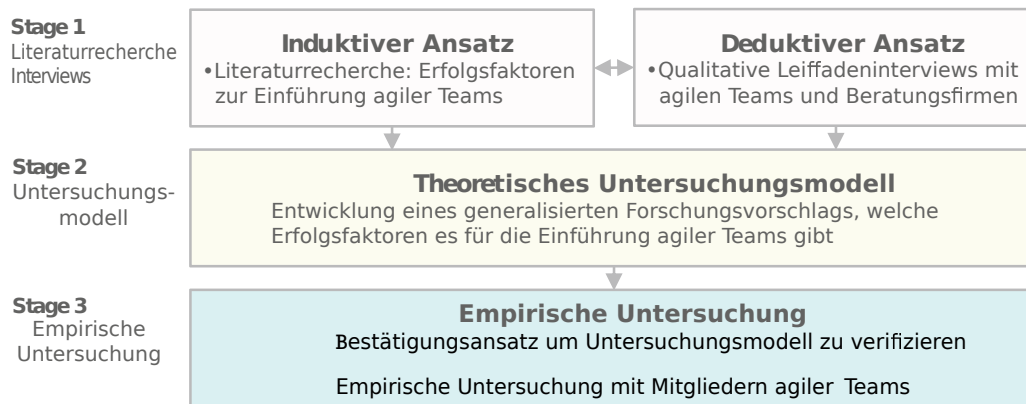 Stage 1
Literaturrecherche
Interviews
Induktiver Ansatz
•Literaturrecherche: Erfolgsfaktoren
zur Einführung agiler Teams
Deduktiver Ansatz
•Qualitative Leiffadeninterviews mit
agilen Teams und Beratungsfirmen
Stage 2
Untersuchungs-
modell
Theoretisches Untersuchungsmodell
Entwicklung eines generalisierten Forschungsvorschlags, welche
Erfolgsfaktoren es für die Einführung agiler Teams gibt
Stage 3
Empirische
Untersuchung
Empirische Untersuchung
Bestätigungsansatz um Untersuchungsmodell zu verifizieren
Empirische Untersuchung mit Mitgliedern agiler Teams